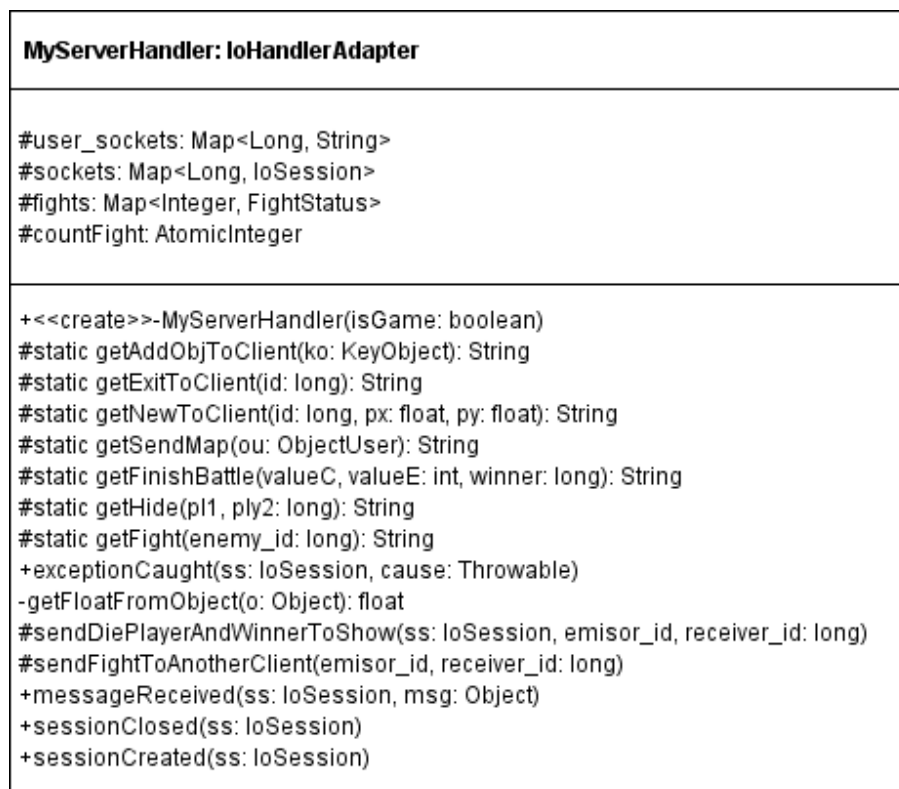 MyServerHandler: IoHandlerAdapter
#user_sockets: Map<Long, String>
#sockets: Map<Long, IoSession>
#fights: Map<Integer, FightStatus>
#countFight: AtomicInteger
+<<create>>-MyServerHandler(isGame: boolean)
#static getAddObjToClient(ko: KeyObject): String
#static getExitToClient(id: long): String
#static getNewToClient(id: long, px: float, py: float): String
#static getSendMap(ou: ObjectUser): String
#static getFinishBattle(valueC, valueE: int, winner: long): String
#static getHide(pl1, ply2: long): String
#static getFight(enemy_id: long): String
+exceptionCaught(ss: IoSession, cause: Throwable)
-getFloatFromObject(o: Object): float
#sendDiePlayerAndWinnerToShow(ss: IoSession, emisor_id, receiver_id: long)
#sendFightToAnotherClient(emisor_id, receiver_id: long)
+messageReceived(ss: IoSession, msg: Object)
+sessionClosed(ss: IoSession)
+sessionCreated(ss: IoSession)